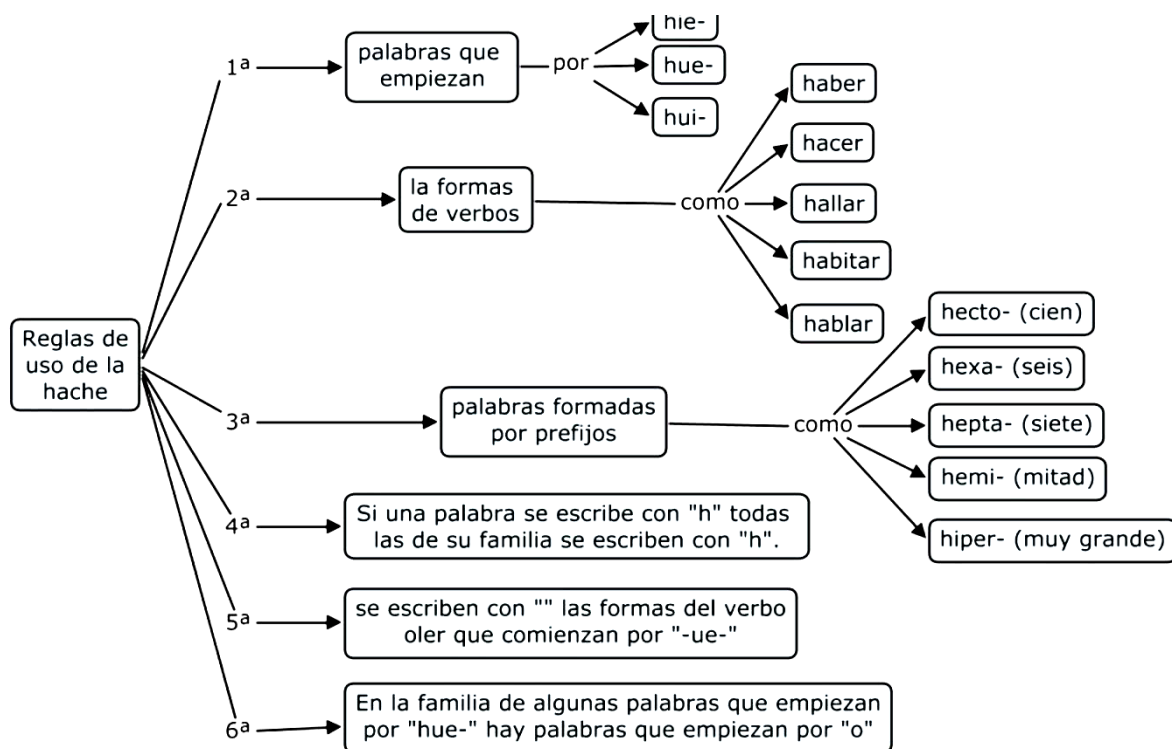 Reglas de
uso de la
hache
1ª
palabras que
empiezan
por
hie-
hue-
hui-
2ª
la formas
de verbos
como
haber
hacer
hallar
habitar
hablar
3ª
palabras formadas
por prefijos
como
hecto- (cien)
hexa- (seis)
hepta- (siete)
hemi- (mitad)
hiper- (muy grande)
4ª
Si una palabra se escribe con "h" todas
las de su familia se escriben con "h".
5ª
se escriben con "" las formas del verbo
oler que comienzan por "-ue-"
6ª
En la familia de algunas palabras que empiezan
por "hue-" hay palabras que empiezan por "o"